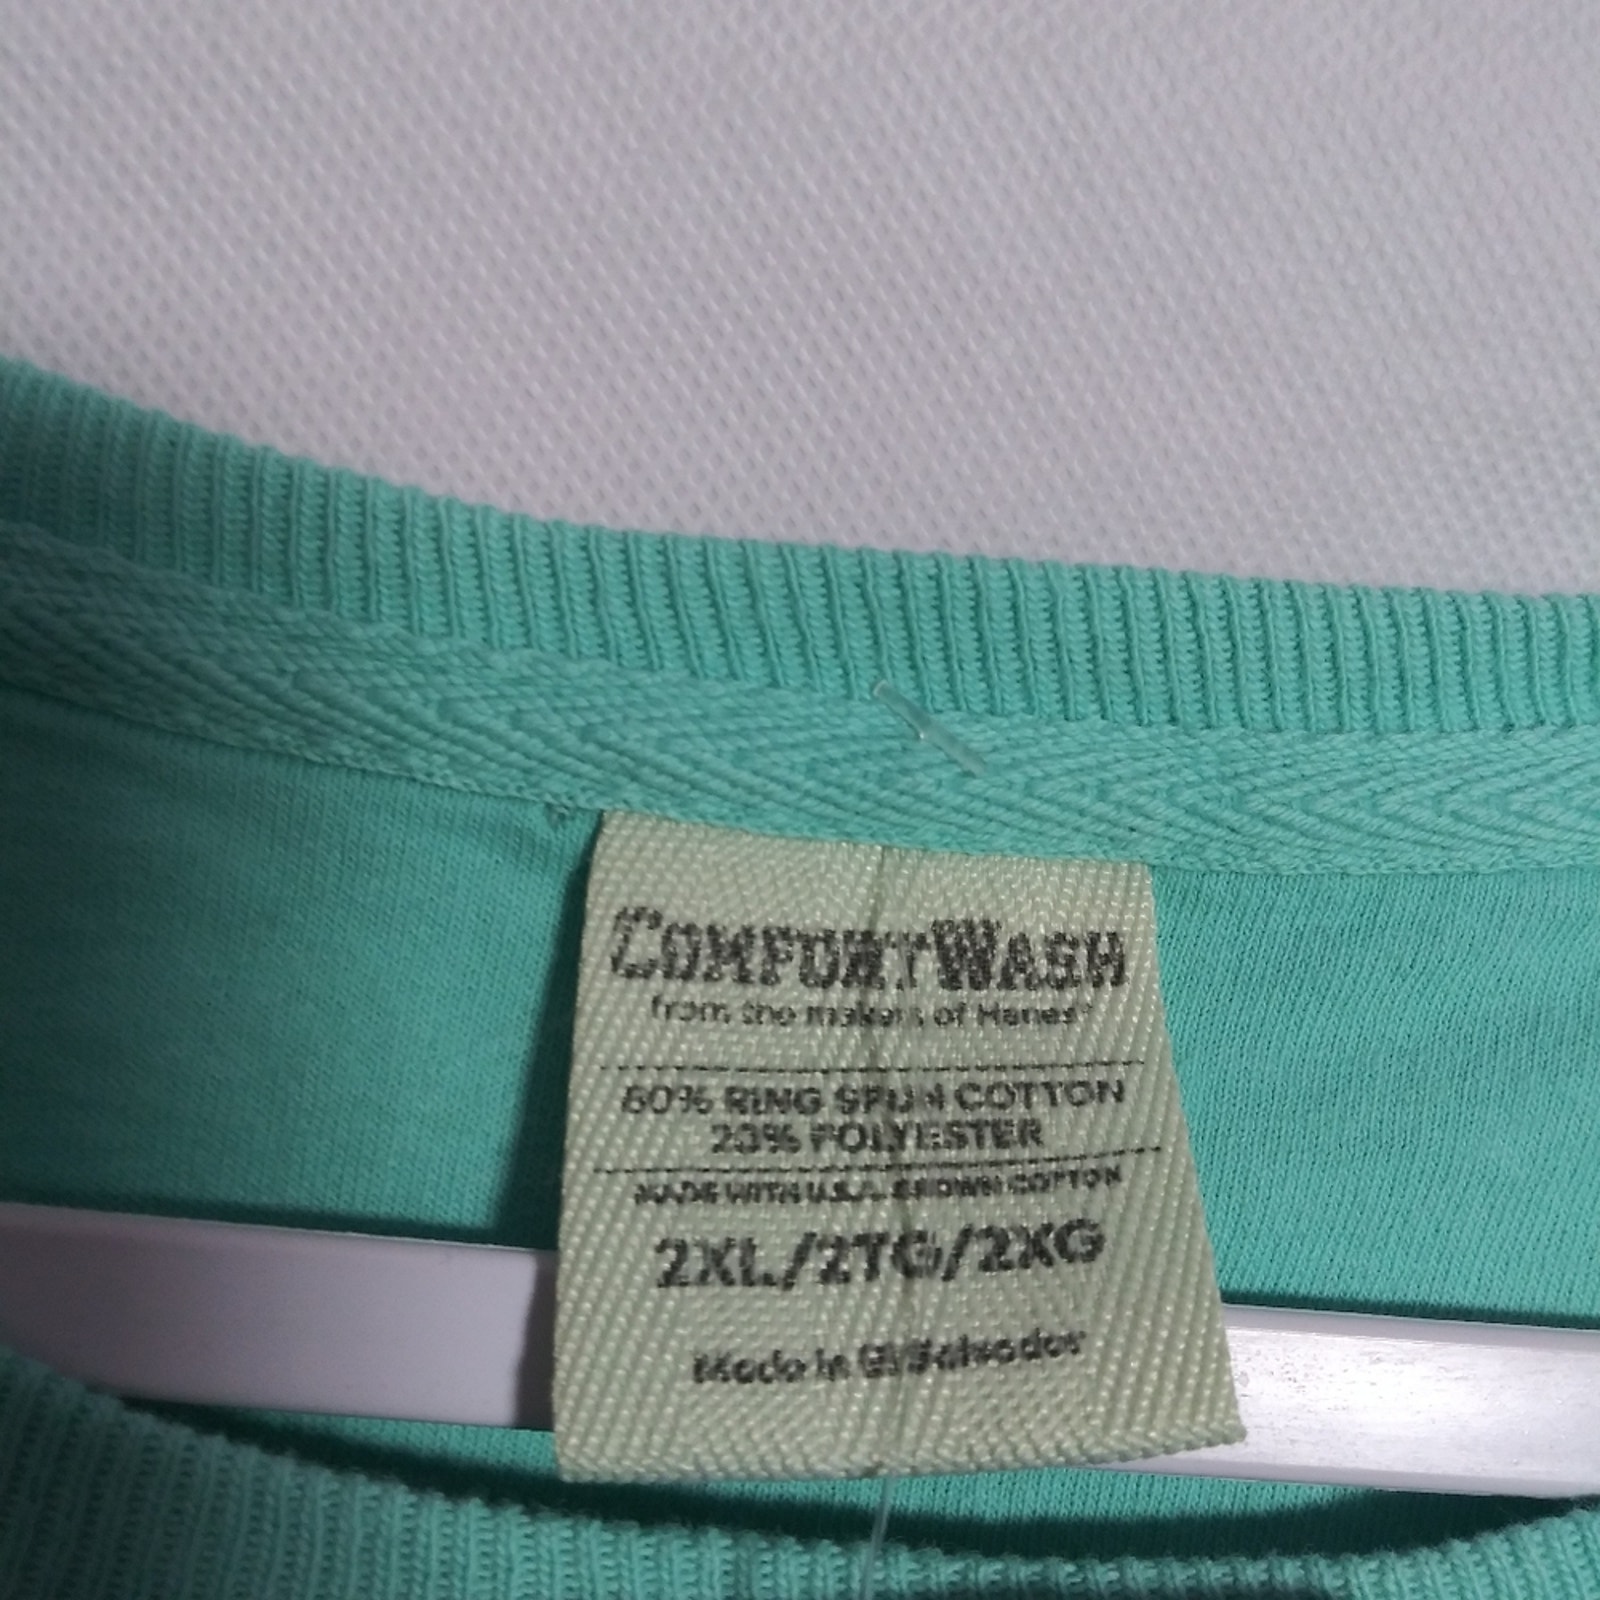 ComfortWash
from the makers of Hanes®
80% RING SPUN COTTON
20% POLYESTER
MADE WITH U.S.A. GROWN COTTON
2XL/2TG/2XG
Made in El Salvador